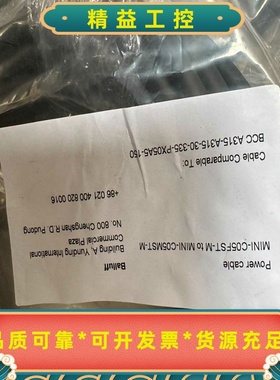 精益工控
Power cable
MINI-CO5FST-M to MINI-CO5MST-M
Balluff
Building A, Yunding International
Commercial Plaza
No. 800 Chengshan R.D Pudong
+86 021 400 820 0016
Cable Comparable To:
BCC A315-A315-30-335-PX05A5-150
品质可靠*可开发票*货源充足